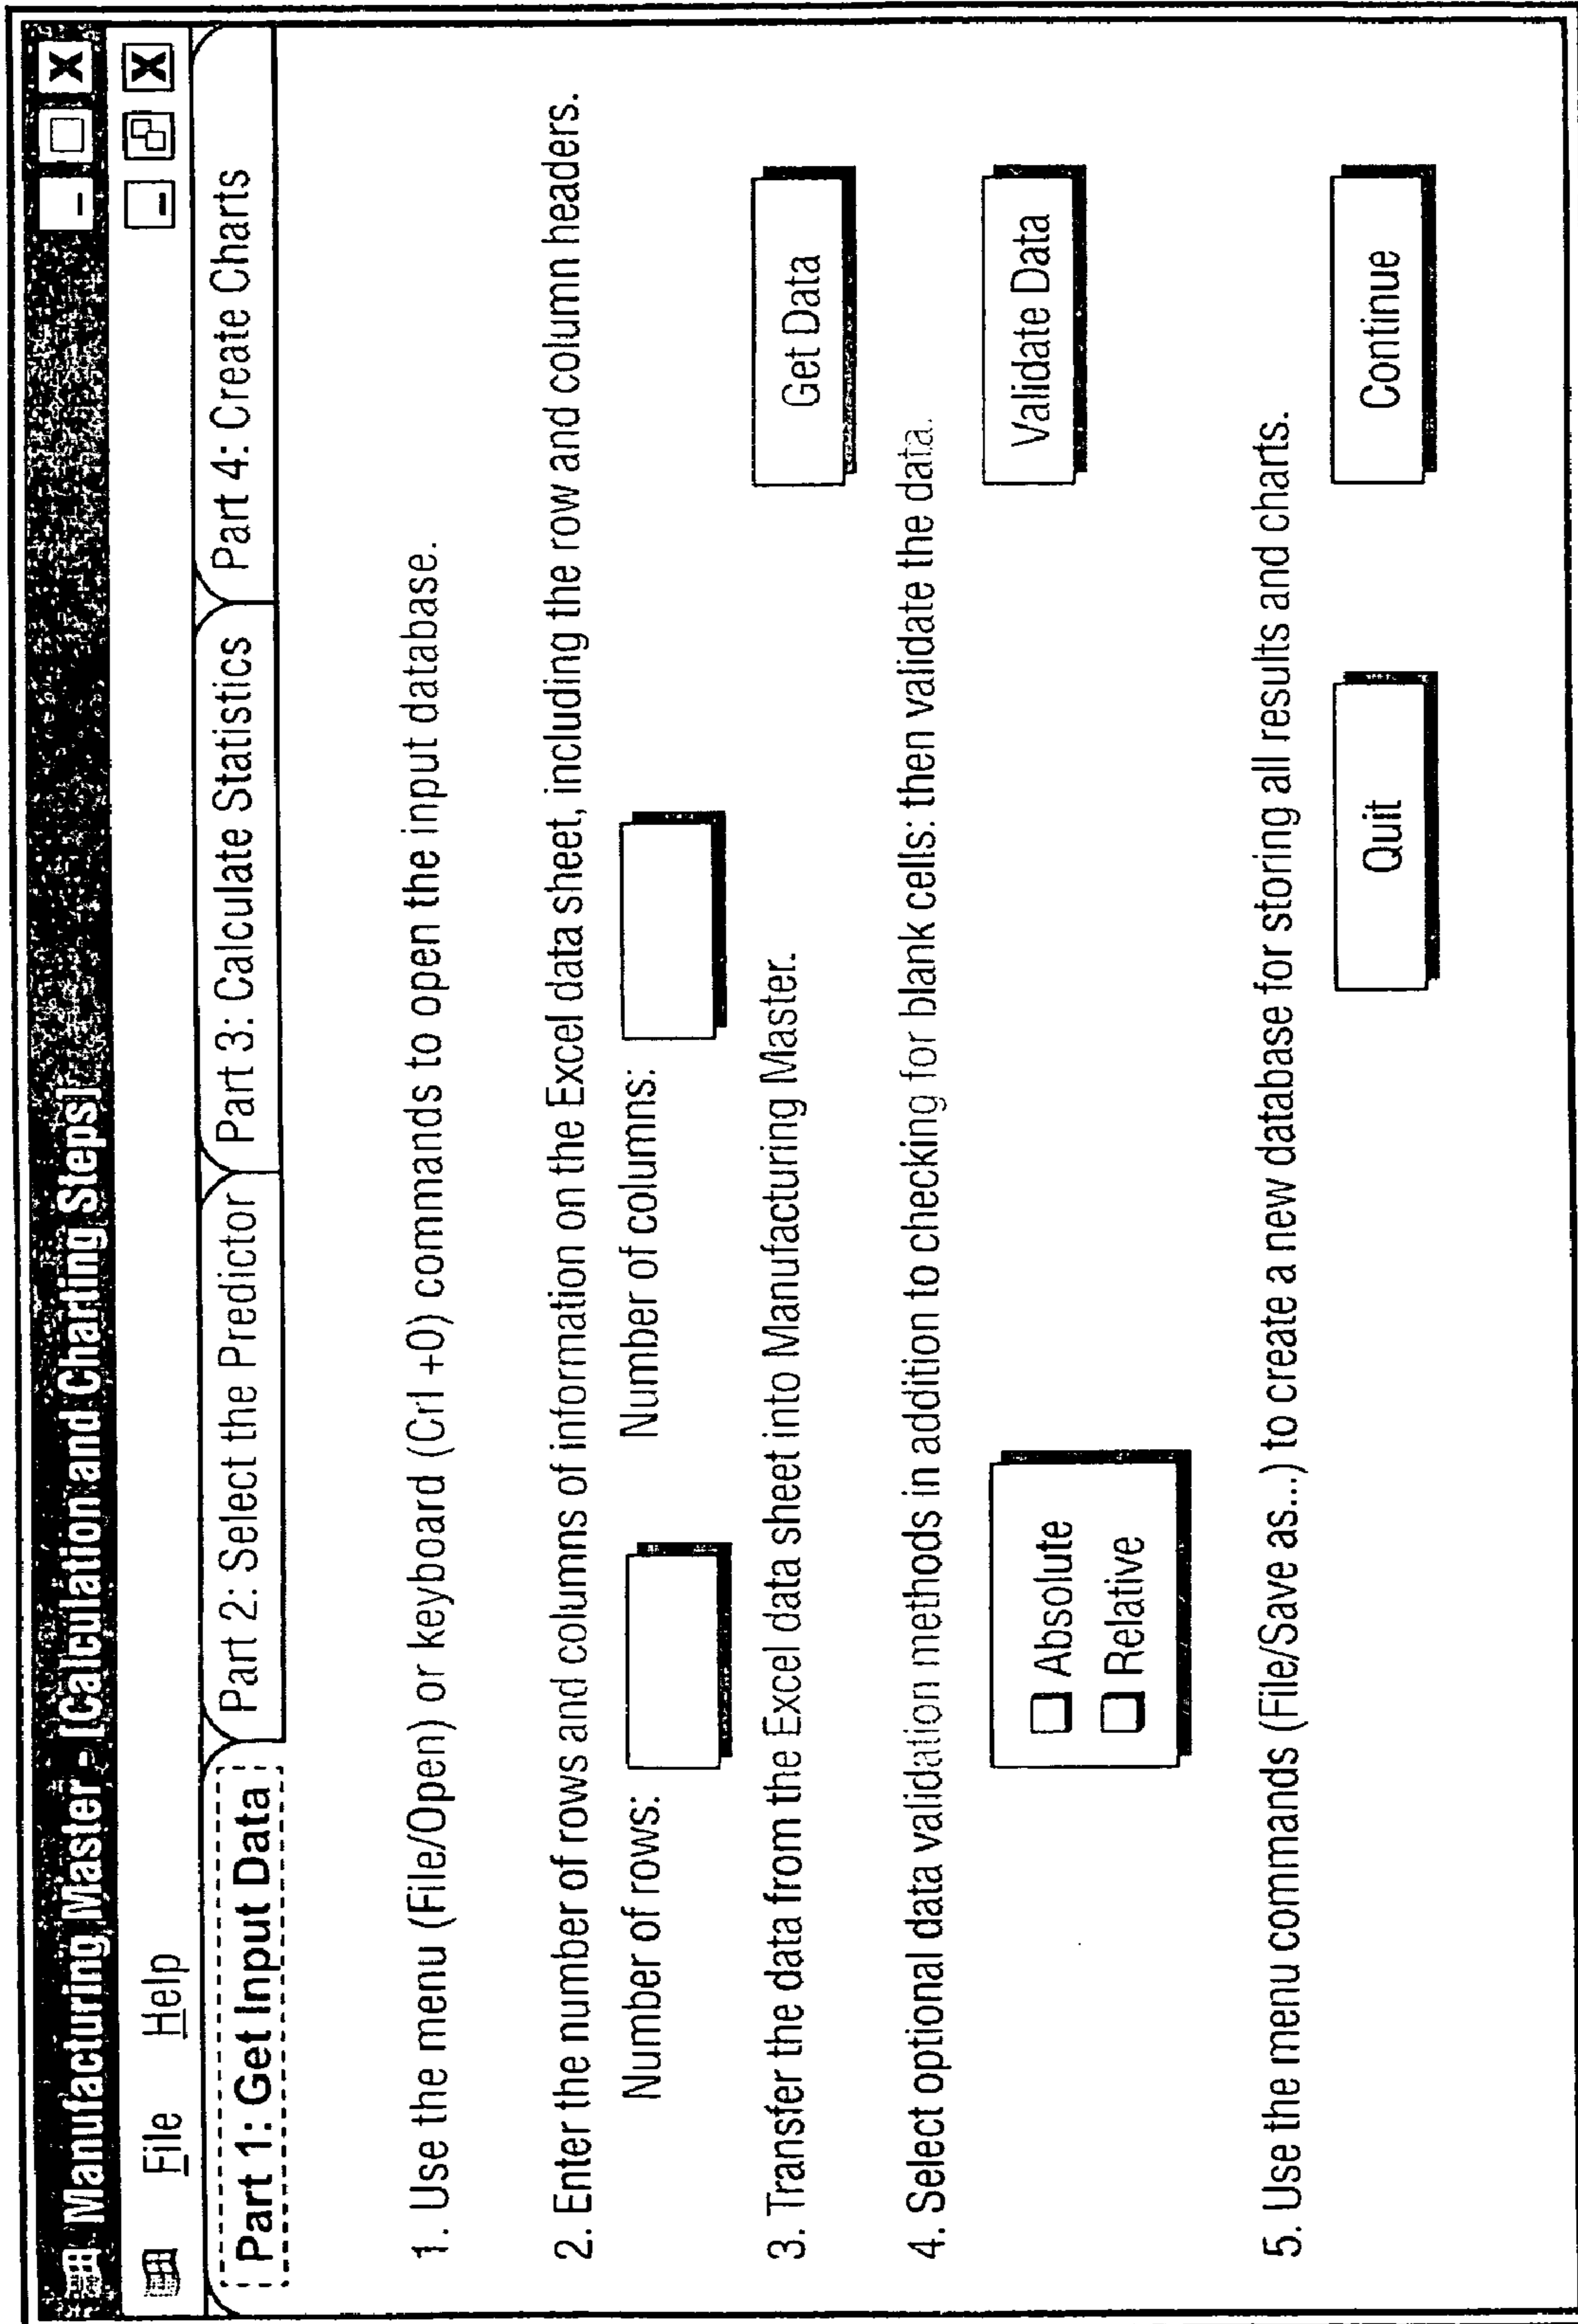 Manufacturing Master - [Calculation and Charting Steps]
File Help
Part 1: Get Input Data Part 2: Select the Predictor Part 3: Calculate Statistics Part 4: Create Charts
1. Use the menu (File/Open) or keyboard (Crl +O) commands to open the input database.
2. Enter the number of rows and columns of information on the Excel data sheet, including the row and column headers.
Number of rows: Number of columns:
3. Transfer the data from the Excel data sheet into Manufacturing Master.
Get Data
4. Select optional data validation methods in addition to checking for blank cells: then validate the data.
Absolute
Relative
Validate Data
5. Use the menu commands (File/Save as...) to create a new database for storing all results and charts.
Quit Continue